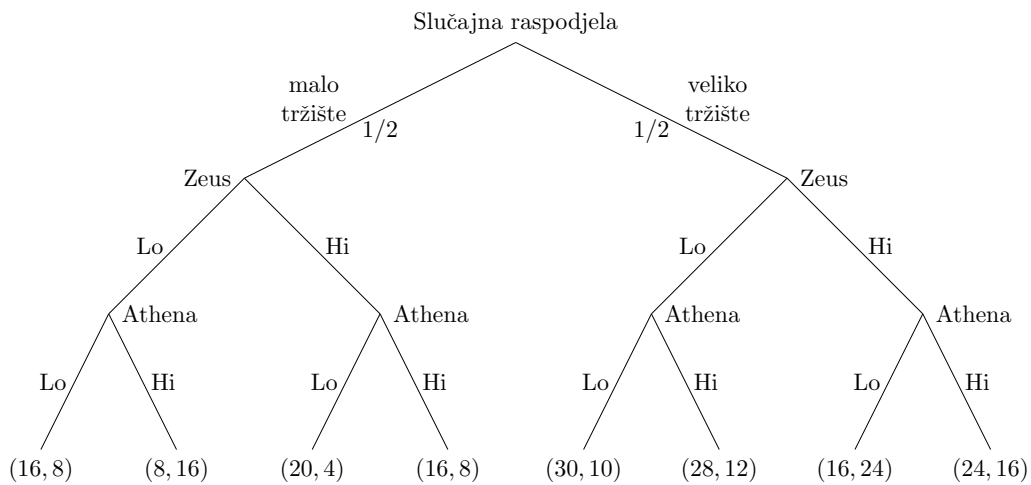 Slučajna raspodjela
malo
tržište
1/2
veliko
tržište
1/2
Zeus
Zeus
Lo
Hi
Lo
Hi
Athena
Athena
Athena
Athena
Lo
Hi
Lo
Hi
Lo
Hi
Lo
Hi
(16, 8)
(8, 16)
(20, 4)
(16, 8)
(30, 10)
(28, 12)
(16, 24)
(24, 16)